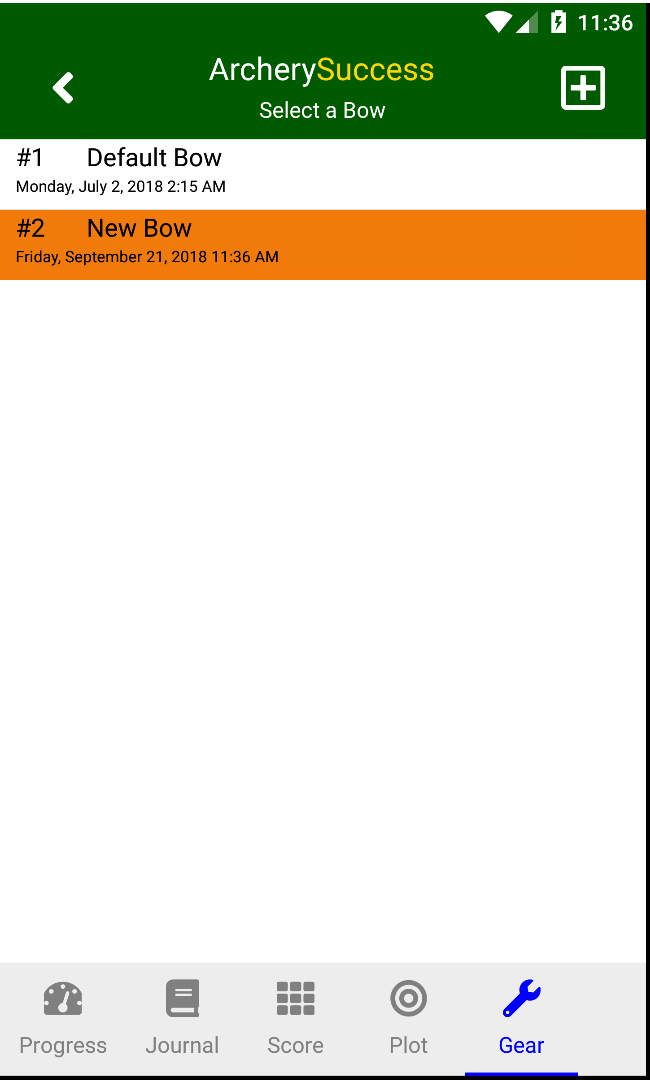 11:36
ArcherySuccess
Select a Bow
#1 Default Bow
Monday, July 2, 2018 2:15 AM
#2 New Bow
Friday, September 21, 2018 11:36 AM
Progress Journal Score Plot Gear